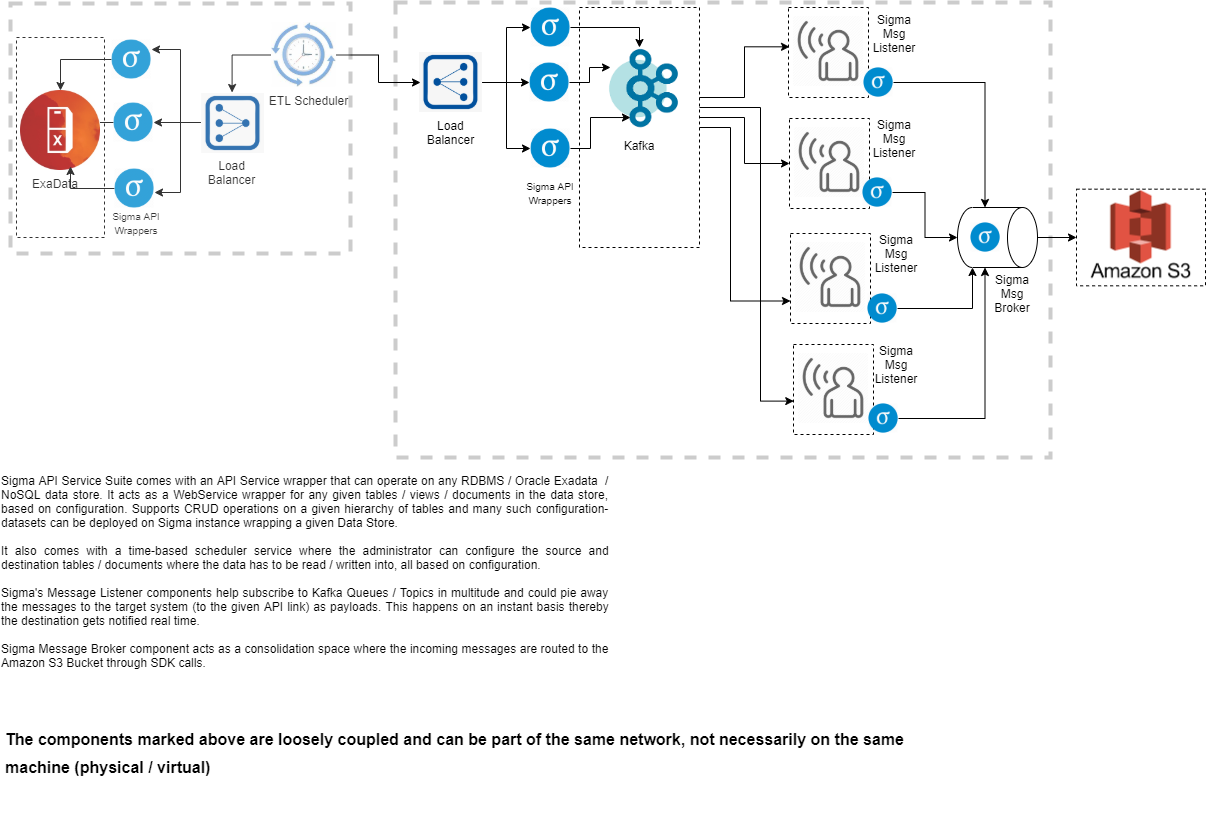 ExaData
σ
σ
σ
Sigma API
Wrappers
Load
Balancer
ETL Scheduler
Load
Balancer
σ
σ
σ
Sigma API
Wrappers
Kafka
Sigma
Msg
Listener
σ
Sigma
Msg
Listener
σ
Sigma
Msg
Listener
σ
Sigma
Msg
Listener
σ
σ
Sigma
Msg
Broker
Amazon S3
X
Sigma API Service Suite comes with an API Service wrapper that can operate on any RDBMS / Oracle Exadata /
NoSQL data store. It acts as a WebService wrapper for any given tables / views / documents in the data store,
based on configuration. Supports CRUD operations on a given hierarchy of tables and many such configuration-
datasets can be deployed on Sigma instance wrapping a given Data Store.
It also comes with a time-based scheduler service where the administrator can configure the source and
destination tables / documents where the data has to be read / written into, all based on configuration.
Sigma's Message Listener components help subscribe to Kafka Queues / Topics in multitude and could pie away
the messages to the target system (to the given API link) as payloads. This happens on an instant basis thereby
the destination gets notified real time.
Sigma Message Broker component acts as a consolidation space where the incoming messages are routed to the
Amazon S3 Bucket through SDK calls.
The components marked above are loosely coupled and can be part of the same network, not necessarily on the same
machine (physical / virtual)